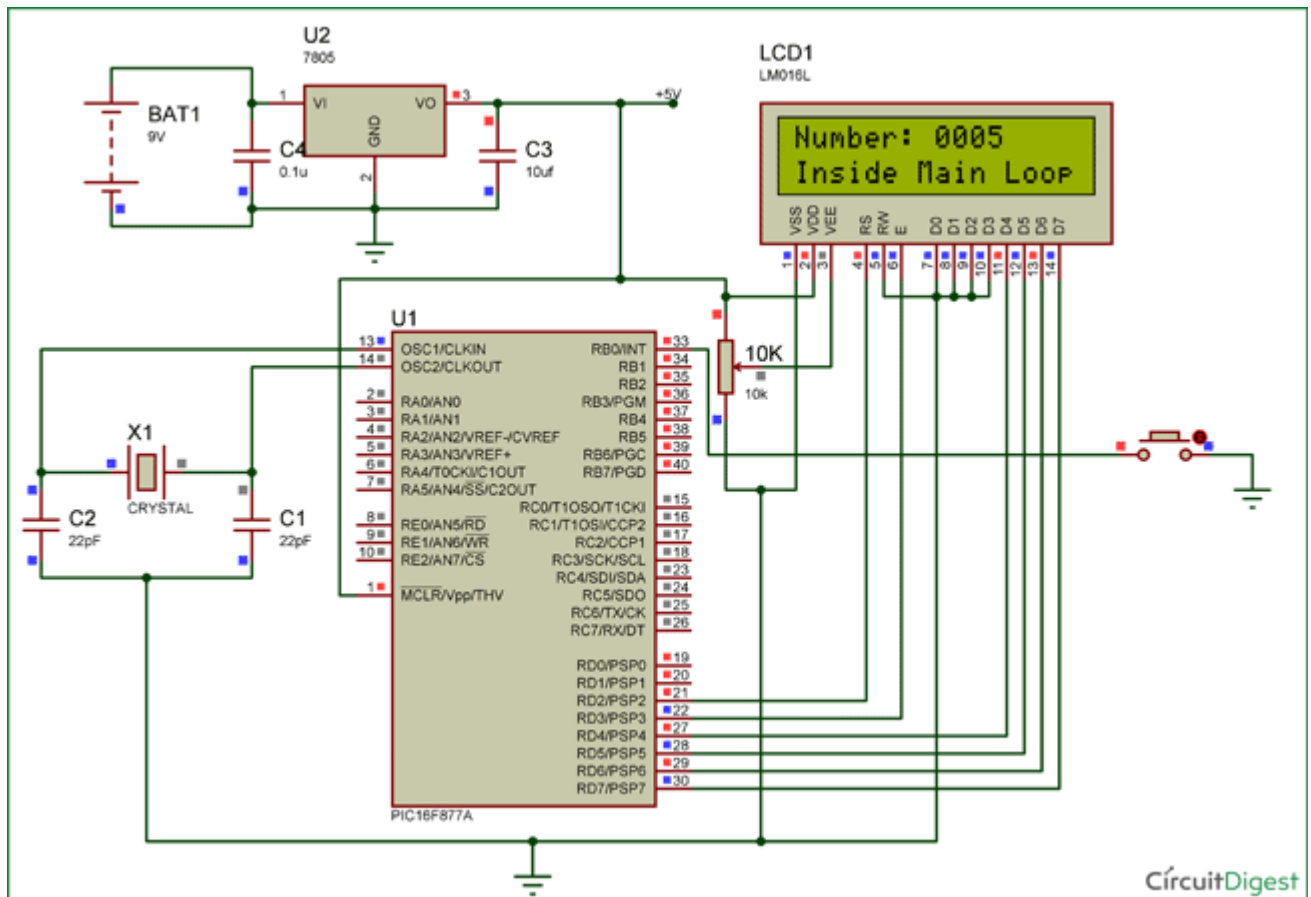 U2
7805
1 VI VO 3
GND
2
+5V
BAT1
9V
C4
0.1u
C3
10uf
LCD1
LM016L
Number: 0005
Inside Main Loop
VSS VDD VEE RS RW E D0 D1 D2 D3 D4 D5 D6 D7
1 2 3 4 5 6 7 8 9 10 11 12 13 14
U1
13 OSC1/CLKIN
14 OSC2/CLKOUT
2 RA0/AN0
3 RA1/AN1
4 RA2/AN2/VREF-/CVREF
5 RA3/AN3/VREF+
6 RA4/T0CKI/C1OUT
7 RA5/AN4/SS/C2OUT
8 RE0/AN5/RD
9 RE1/AN6/WR
10 RE2/AN7/CS
1 MCLR/Vpp/THV
RB0/INT 33
RB1 34
RB2 35
RB3/PGM 36
RB4 37
RB5 38
RB6/PGC 39
RB7/PGD 40
RC0/T1OSO/T1CKI 15
RC1/T1OSI/CCP2 16
RC2/CCP1 17
RC3/SCK/SCL 18
RC4/SDI/SDA 23
RC5/SDO 24
RC6/TX/CK 25
RC7/RX/DT 26
RD0/PSP0 19
RD1/PSP1 20
RD2/PSP2 21
RD3/PSP3 22
RD4/PSP4 27
RD5/PSP5 28
RD6/PSP6 29
RD7/PSP7 30
PIC16F877A
10K
10k
X1
CRYSTAL
C2
22pF
C1
22pF
CircuitDigest